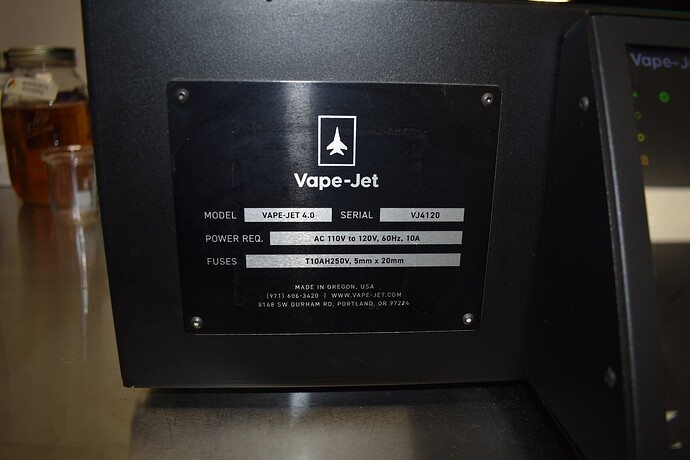 Vape-Jet
MODEL VAPE-JET 4.0 SERIAL VJ4120
POWER REQ. AC 110V to 120V, 60Hz, 10A
FUSES T10AH250V, 5mm x 20mm
MADE IN OREGON, USA
(971) 606-3420 | WWW.VAPE-JET.COM
8168 SW DURHAM RD, PORTLAND, OR 97224
Vape-J